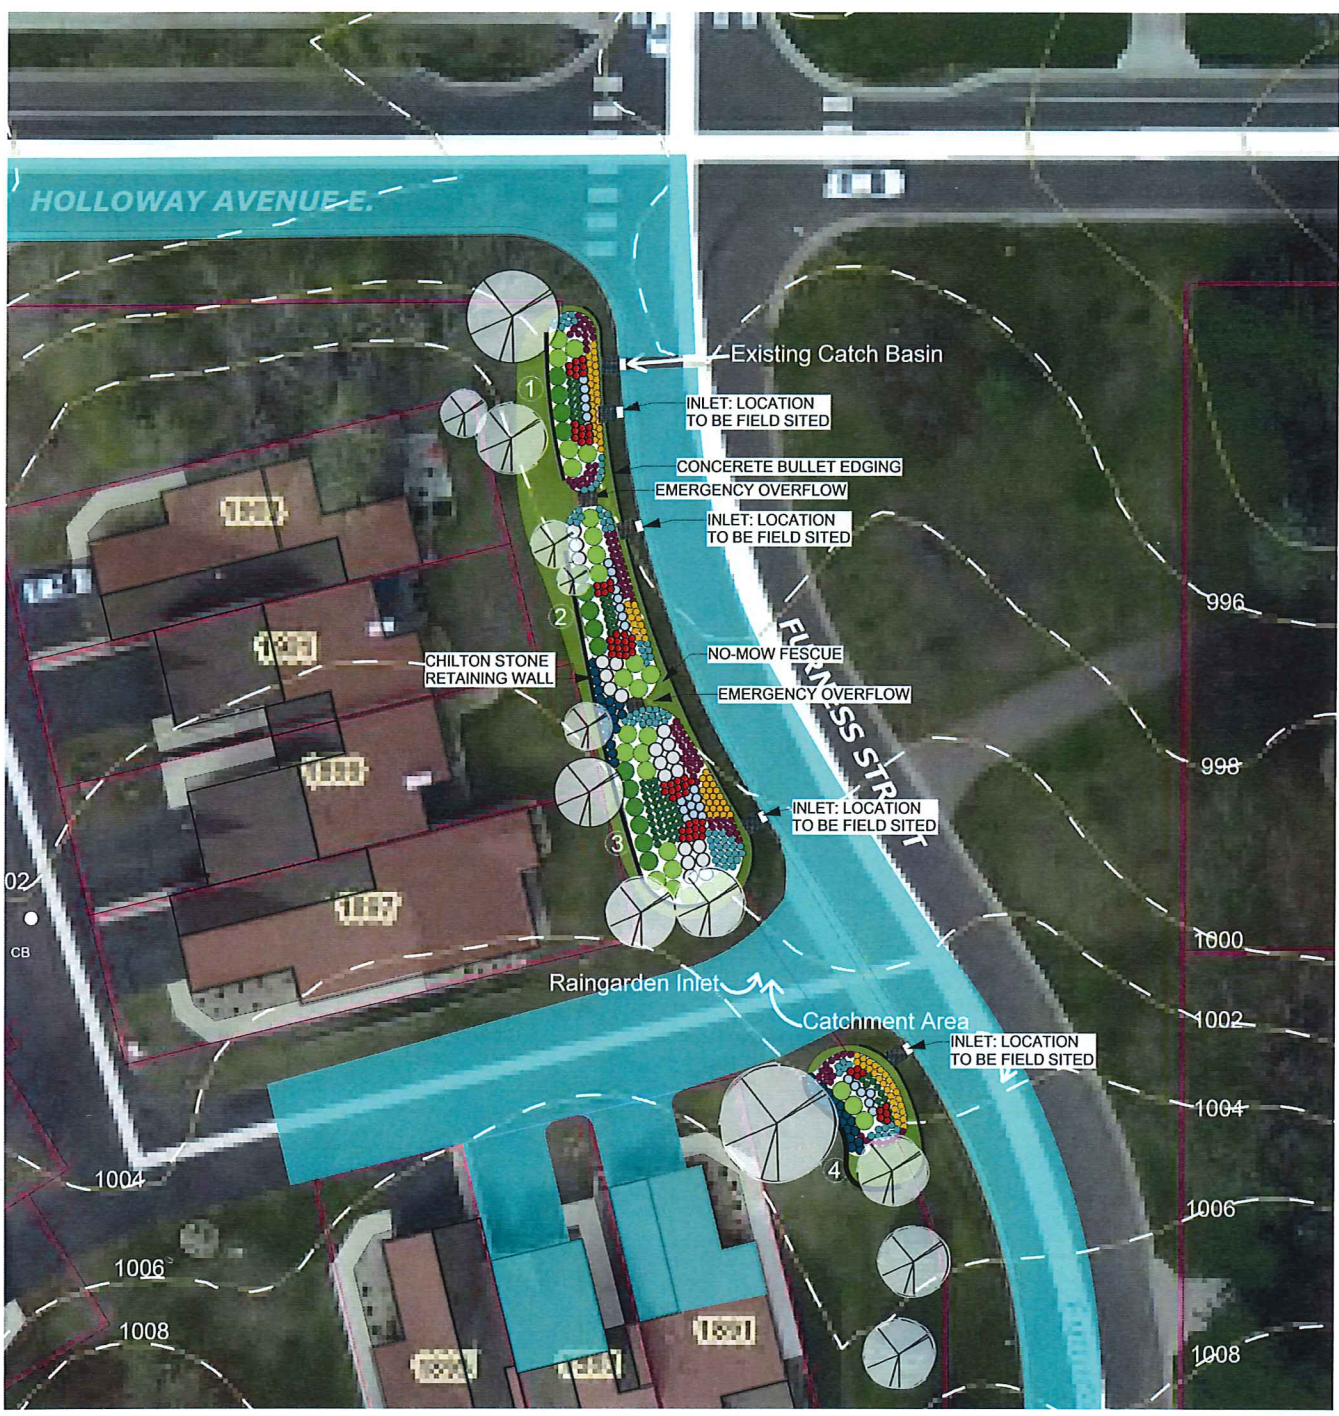 HOLLOWAY AVENUE E.
Existing Catch Basin
1
INLET: LOCATION
TO BE FIELD SITED
CONCRETE BULLET EDGING
EMERGENCY OVERFLOW
INLET: LOCATION
TO BE FIELD SITED
996
2
FURNESS STREET
NO-MOW FESCUE
CHILTON STONE
RETAINING WALL
EMERGENCY OVERFLOW
998
INLET: LOCATION
TO BE FIELD SITED
3
02
1000
CB
Raingarden Inlet
Catchment Area
1002
INLET: LOCATION
TO BE FIELD SITED
1004
4
1004
1006
1006
1008
1891
1008